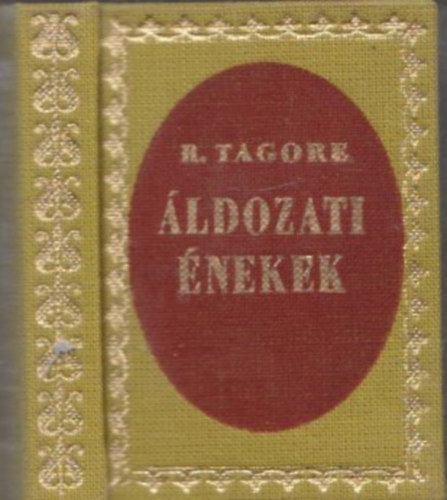 R. TAGORE
ÁLDOZATI
ÉNEKEK